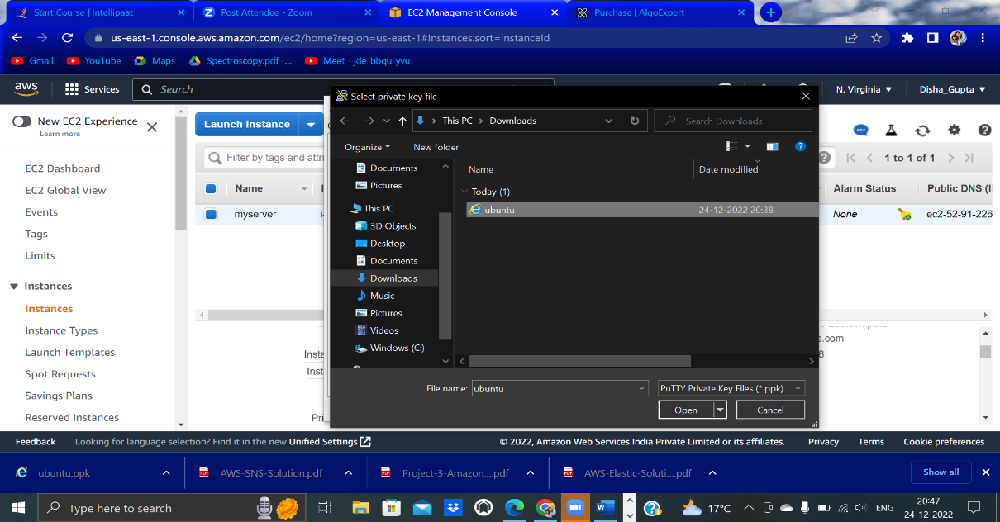 Start Course | Intellipaat
Post Attendee - Zoom
EC2 Management Console
Purchase | AlgoExpert
us-east-1.console.aws.amazon.com/ec2/home?region=us-east-1#Instances:sort=instanceId
Gmail
YouTube
Maps
Spectroscopy.pdf -...
Meet - jde-bbqu-yvu
aws
Services
Search
N. Virginia
Disha_Gupta
New EC2 Experience
Learn more
EC2 Dashboard
EC2 Global View
Events
Tags
Limits
Instances
Instances
Instance Types
Launch Templates
Spot Requests
Savings Plans
Reserved Instances
Launch Instance
Filter by tags and attri
1 to 1 of 1
Name
Alarm Status
Public DNS (I
myserver
None
ec2-52-91-226
Insta
Inst
Pri
s.com
8
Select private key file
This PC
Downloads
Search Downloads
Organize
New folder
Documents
Pictures
This PC
3D Objects
Desktop
Documents
Downloads
Music
Pictures
Videos
Windows (C:)
Name
Date modified
Today (1)
ubuntu
24-12-2022 20:38
File name:
ubuntu
PuTTY Private Key Files (*.ppk)
Open
Cancel
Feedback
Looking for language selection? Find it in the new Unified Settings
© 2022, Amazon Web Services India Private Limited or its affiliates.
Privacy
Terms
Cookie preferences
ubuntu.ppk
AWS-SNS-Solution.pdf
Project-3-Amazon....pdf
AWS-Elastic-Soluti....pdf
Show all
Type here to search
17°C
ENG
20:47
24-12-2022